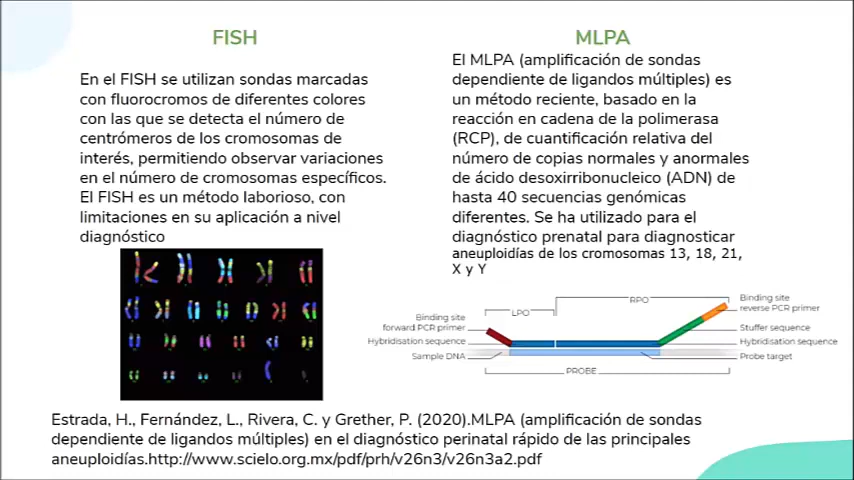 FISH
En el FISH se utilizan sondas marcadas
con fluorocromos de diferentes colores
con las que se detecta el número de
centrómeros de los cromosomas de
interés, permitiendo observar variaciones
en el número de cromosomas específicos.
El FISH es un método laborioso, con
limitaciones en su aplicación a nivel
diagnóstico
MLPA
El MLPA (amplificación de sondas
dependiente de ligandos múltiples) es
un método reciente, basado en la
reacción en cadena de la polimerasa
(RCP), de cuantificación relativa del
número de copias normales y anormales
de ácido desoxirribonucleico (ADN) de
hasta 40 secuencias genómicas
diferentes. Se ha utilizado para el
diagnóstico prenatal para diagnosticar
aneuploidías de los cromosomas 13, 18, 21,
X y Y
LPO
RPO
Binding site
forward PCR primer
Hybridisation sequence
Sample DNA
Binding site
reverse PCR primer
Stuffer sequence
Hybridisation sequence
Probe target
PROBE
Estrada, H., Fernández, L., Rivera, C. y Grether, P. (2020).MLPA (amplificación de sondas
dependiente de ligandos múltiples) en el diagnóstico perinatal rápido de las principales
aneuploidías.http://www.scielo.org.mx/pdf/prh/v26n3/v26n3a2.pdf